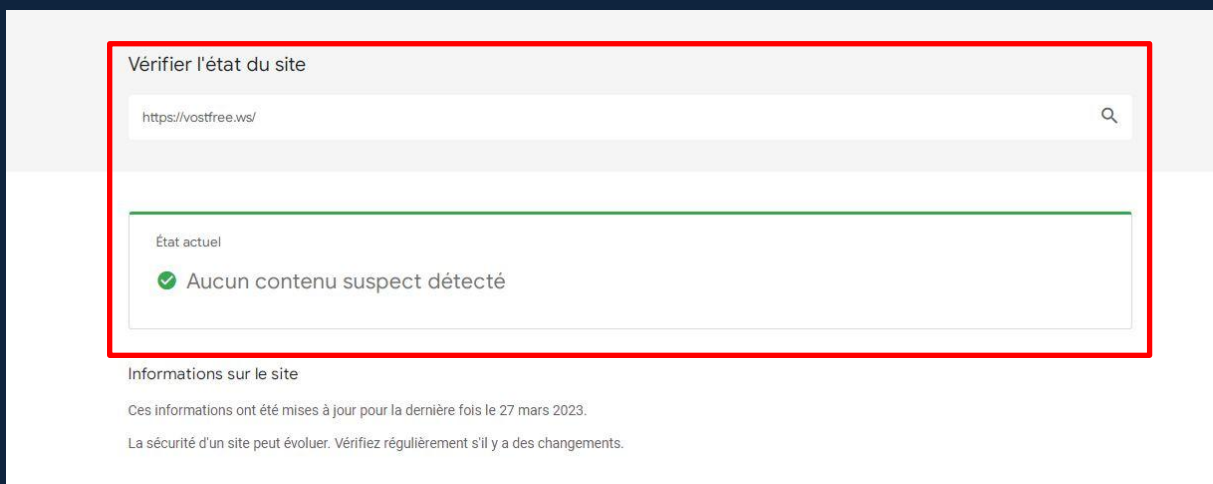 Vérifier l'état du site
https://vostfree.ws/
État actuel
Aucun contenu suspect détecté
Informations sur le site
Ces informations ont été mises à jour pour la dernière fois le 27 mars 2023.
La sécurité d'un site peut évoluer. Vérifiez régulièrement s'il y a des changements.